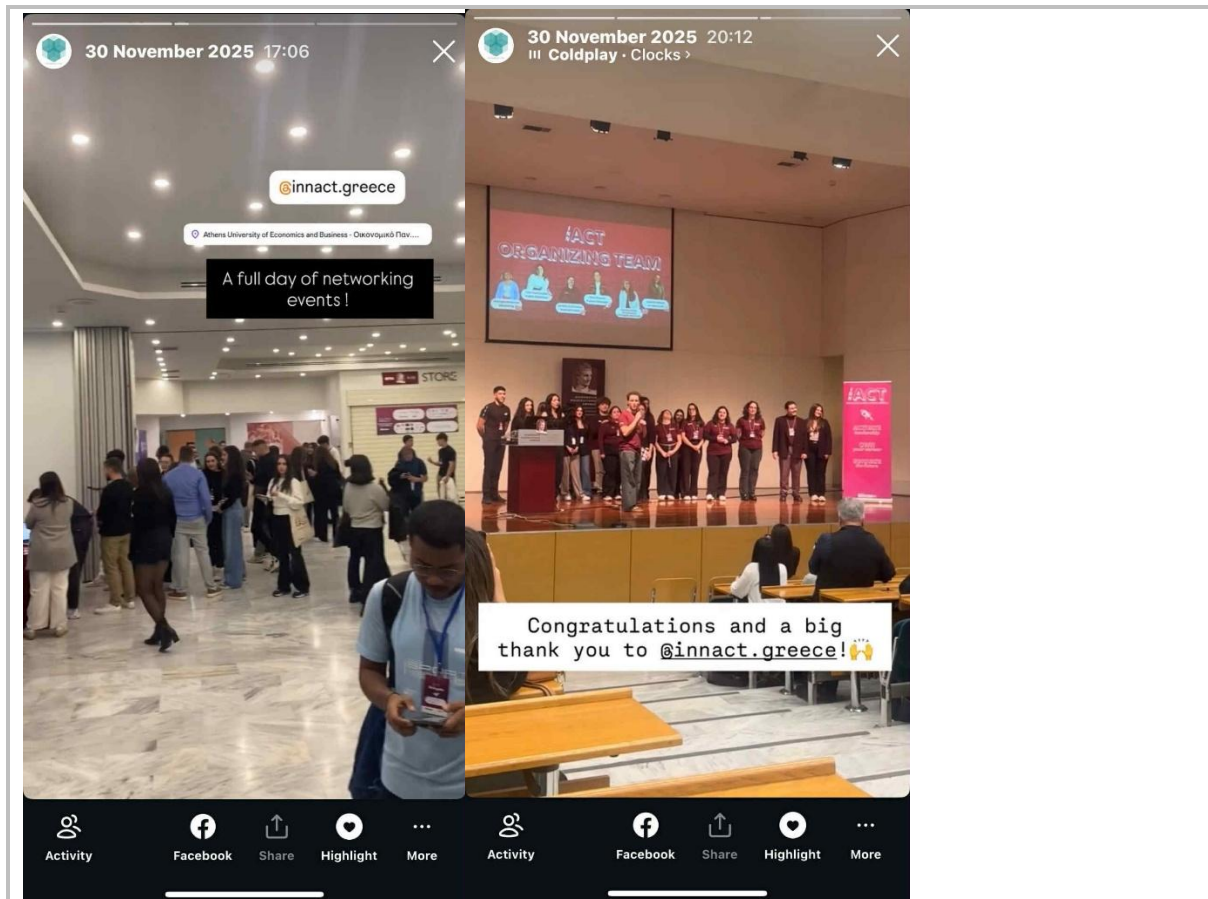 30 November 2025 17:06
@innact.greece
Athens University of Economics and Business - Οικονομικό Παν....
A full day of networking
events !
STORE
Activity
Facebook
Share
Highlight
More
30 November 2025 20:12
Coldplay · Clocks >
ACT
ORGANIZING TEAM
ACT
Congratulations and a big
thank you to @innact.greece!🙌
Activity
Facebook
Share
Highlight
More